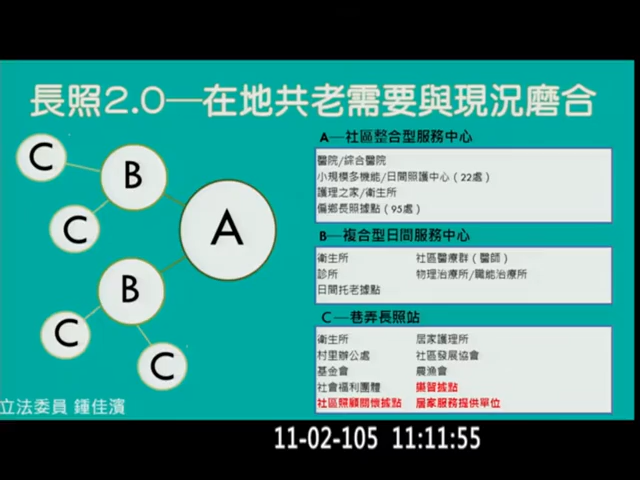 長照2.0—在地共老需要與現況磨合
C
B
C
A
B
C
C
A—社區整合型服務中心
醫院/綜合醫院
小規模多機能/日間照護中心（22處）
護理之家/衛生所
偏鄉長照據點（95處）
B—複合型日間服務中心
衛生所 社區醫療群（醫師）
診所 物理治療所/職能治療所
日間托老據點
C—巷弄長照站
衛生所 居家護理所
村里辦公處 社區發展協會
基金會 農漁會
社會福利團體 樂智據點
社區照顧關懷據點 居家服務提供單位
立法委員 鍾佳濱
11-02-105 11:11:55